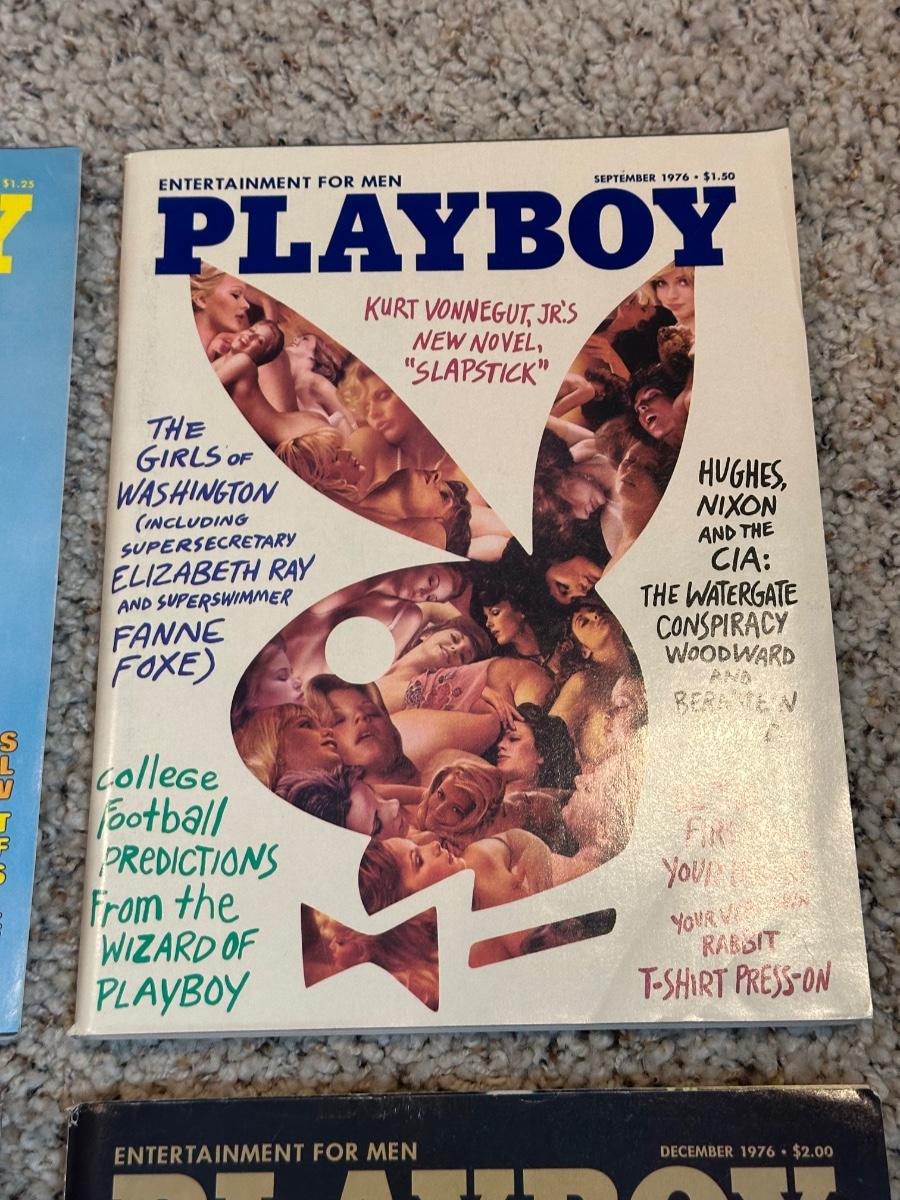 $1.25
Y
S
L
T
F
S
ENTERTAINMENT FOR MEN
SEPTEMBER 1976 • $1.50
PLAYBOY
KURT VONNEGUT, JR.'S
NEW NOVEL,
"SLAPSTICK"
THE
GIRLS OF
WASHINGTON
(INCLUDING
SUPERSECRETARY
ELIZABETH RAY
AND SUPERSWIMMER
FANNE
FOXE)
College
Football
PREDICTIONS
From the
WIZARD OF
PLAYBOY
HUGHES,
NIXON
AND THE
CIA:
THE WATERGATE
CONSPIRACY
WOODWARD
AND
BERNSTEIN
YOUR
RABBIT
T-SHIRT PRESS-ON
ENTERTAINMENT FOR MEN
DECEMBER 1976 • $2.00
PLAYBOY